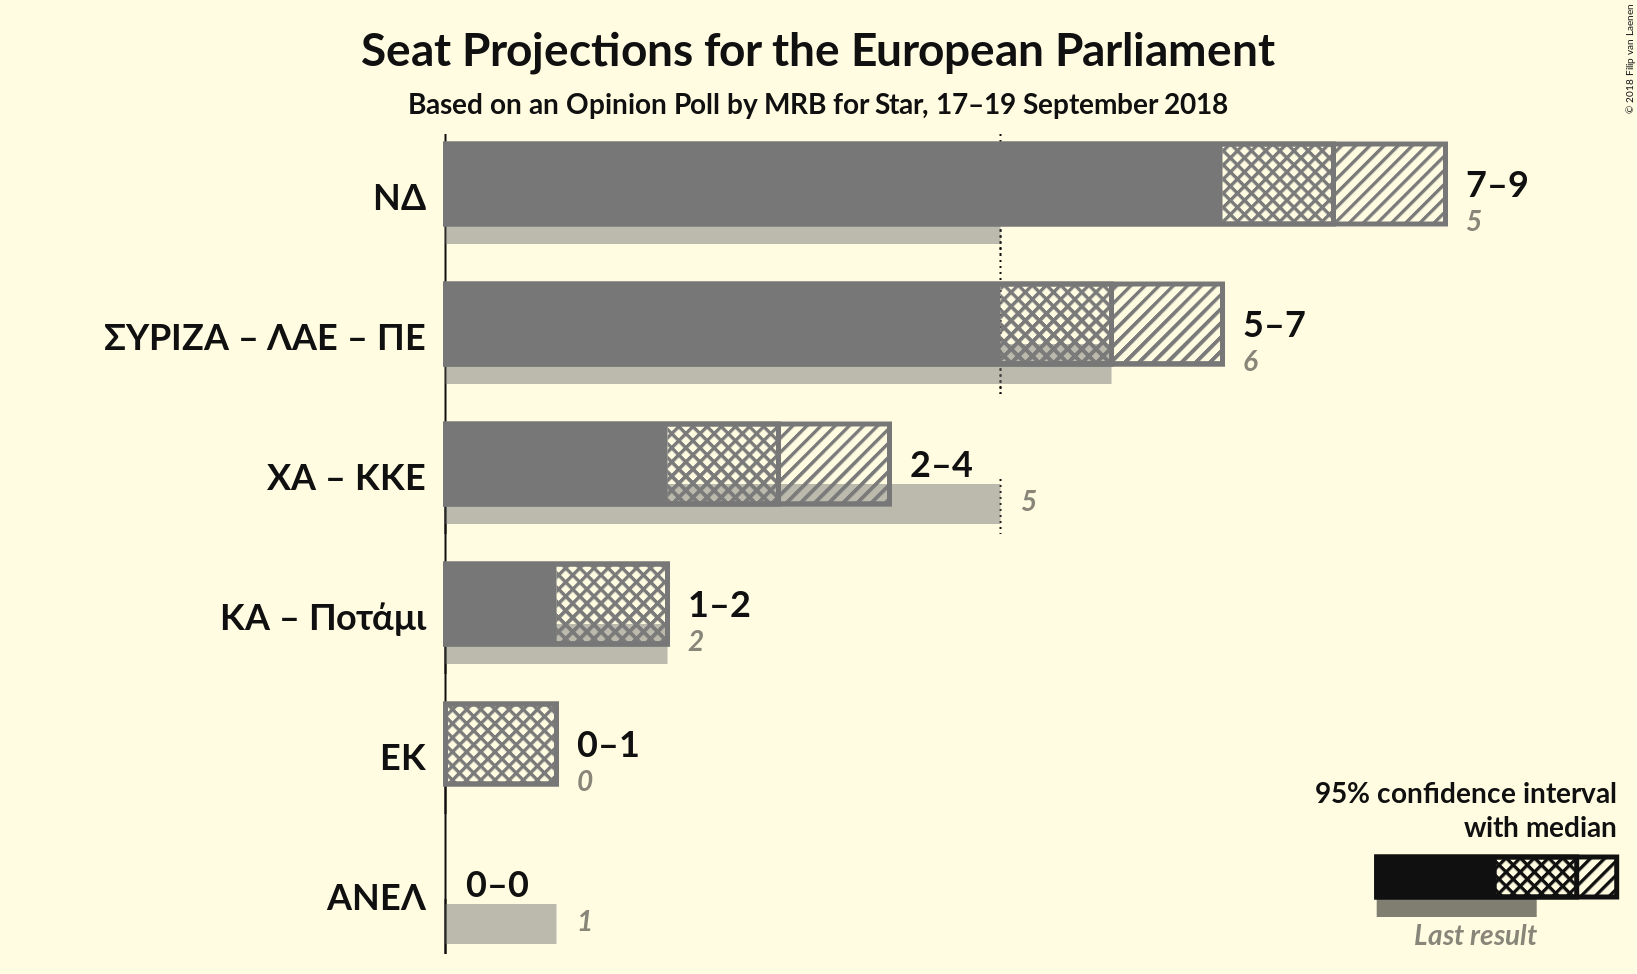 Seat Projections for the European Parliament
Based on an Opinion Poll by MRB for Star, 17–19 September 2018
© 2018 Filip van Laenen
ΝΔ
7–9
5
ΣΥΡΙΖΑ – ΛΑΕ – ΠΕ
5–7
6
ΧΑ – ΚΚΕ
2–4
5
ΚΑ – Ποτάμι
1–2
2
ΕΚ
0–1
0
ΑΝΕΛ
0–0
1
95% confidence interval
with median
Last result